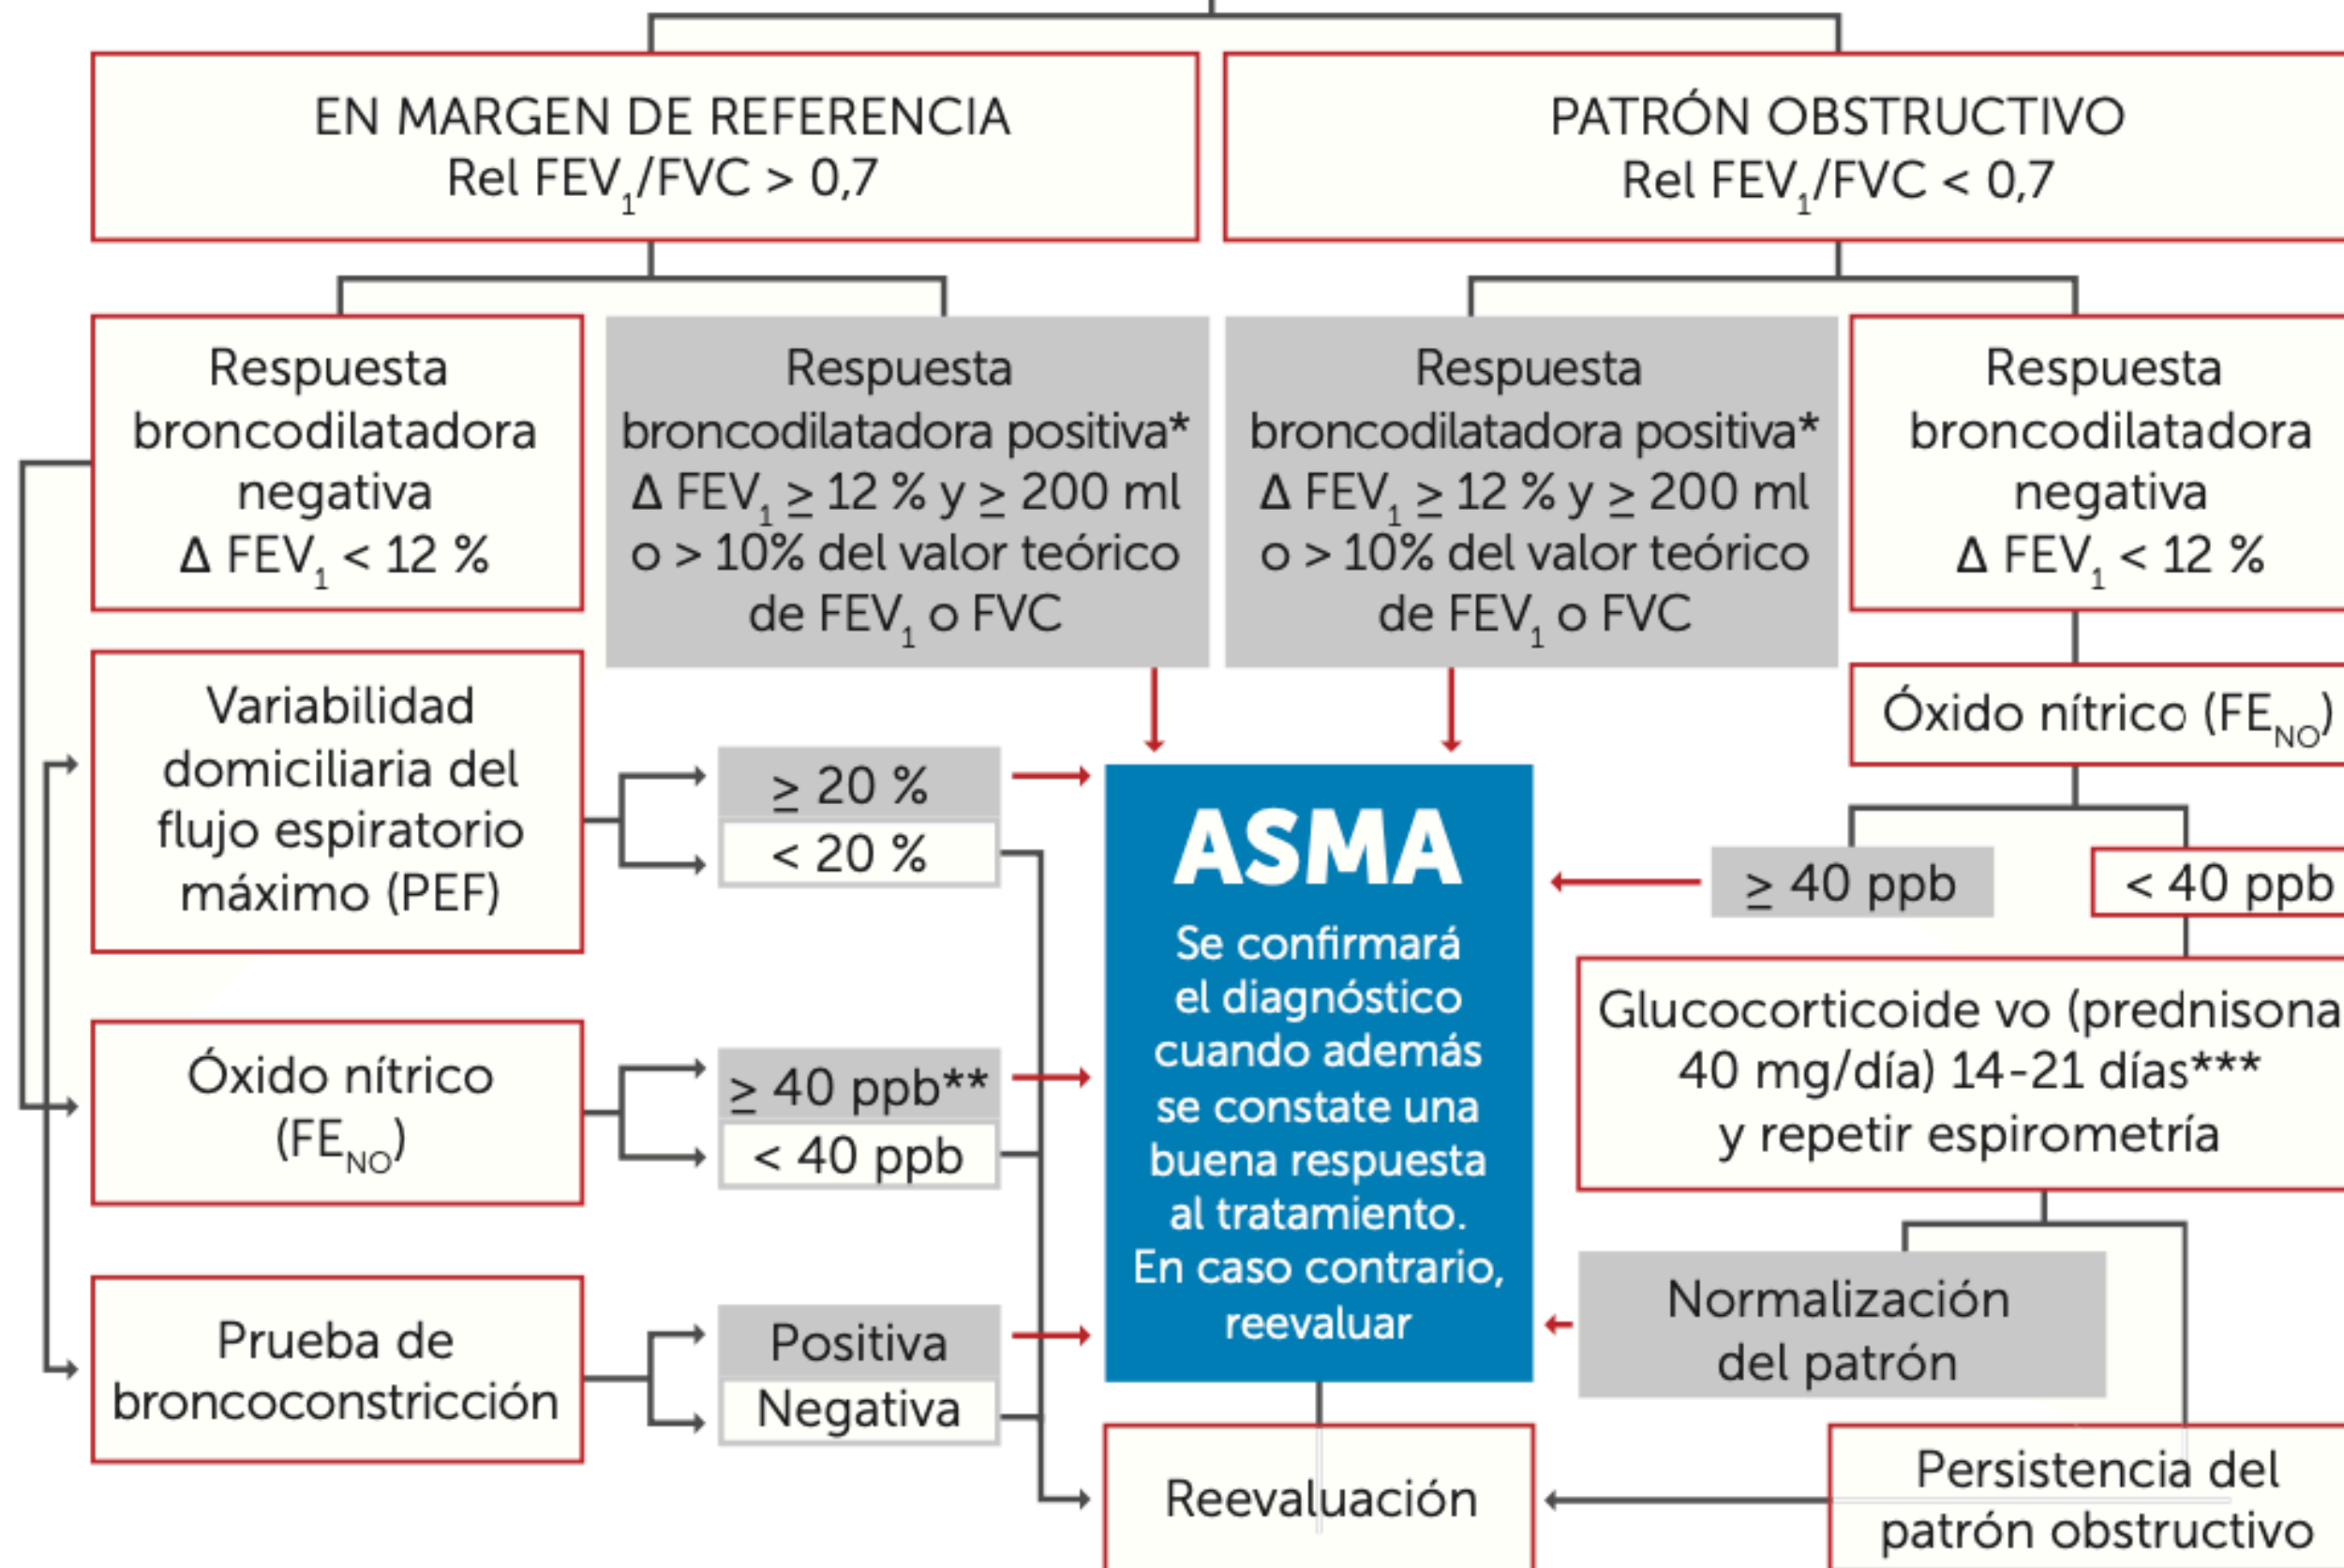 EN MARGEN DE REFERENCIA
Rel FEV₁/FVC > 0,7
PATRÓN OBSTRUCTIVO
Rel FEV₁/FVC < 0,7
Respuesta
broncodilatadora
negativa
Δ FEV₁ < 12 %
Respuesta
broncodilatadora positiva*
Δ FEV₁ ≥ 12 % y ≥ 200 ml
o > 10% del valor teórico
de FEV₁ o FVC
Respuesta
broncodilatadora positiva*
Δ FEV₁ ≥ 12 % y ≥ 200 ml
o > 10% del valor teórico
de FEV₁ o FVC
Respuesta
broncodilatadora
negativa
Δ FEV₁ < 12 %
Variabilidad
domiciliaria del
flujo espiratorio
máximo (PEF)
≥ 20 %
< 20 %
Óxido nítrico
(FE_NO)
≥ 40 ppb**
< 40 ppb
Prueba de
broncoconstricción
Positiva
Negativa
ASMA
Se confirmará
el diagnóstico
cuando además
se constate una
buena respuesta
al tratamiento.
En caso contrario,
reevaluar
Reevaluación
Óxido nítrico (FE_NO)
≥ 40 ppb
< 40 ppb
Glucocorticoide vo (prednisona
40 mg/día) 14-21 días***
y repetir espirometría
Normalización
del patrón
Persistencia del
patrón obstructivo